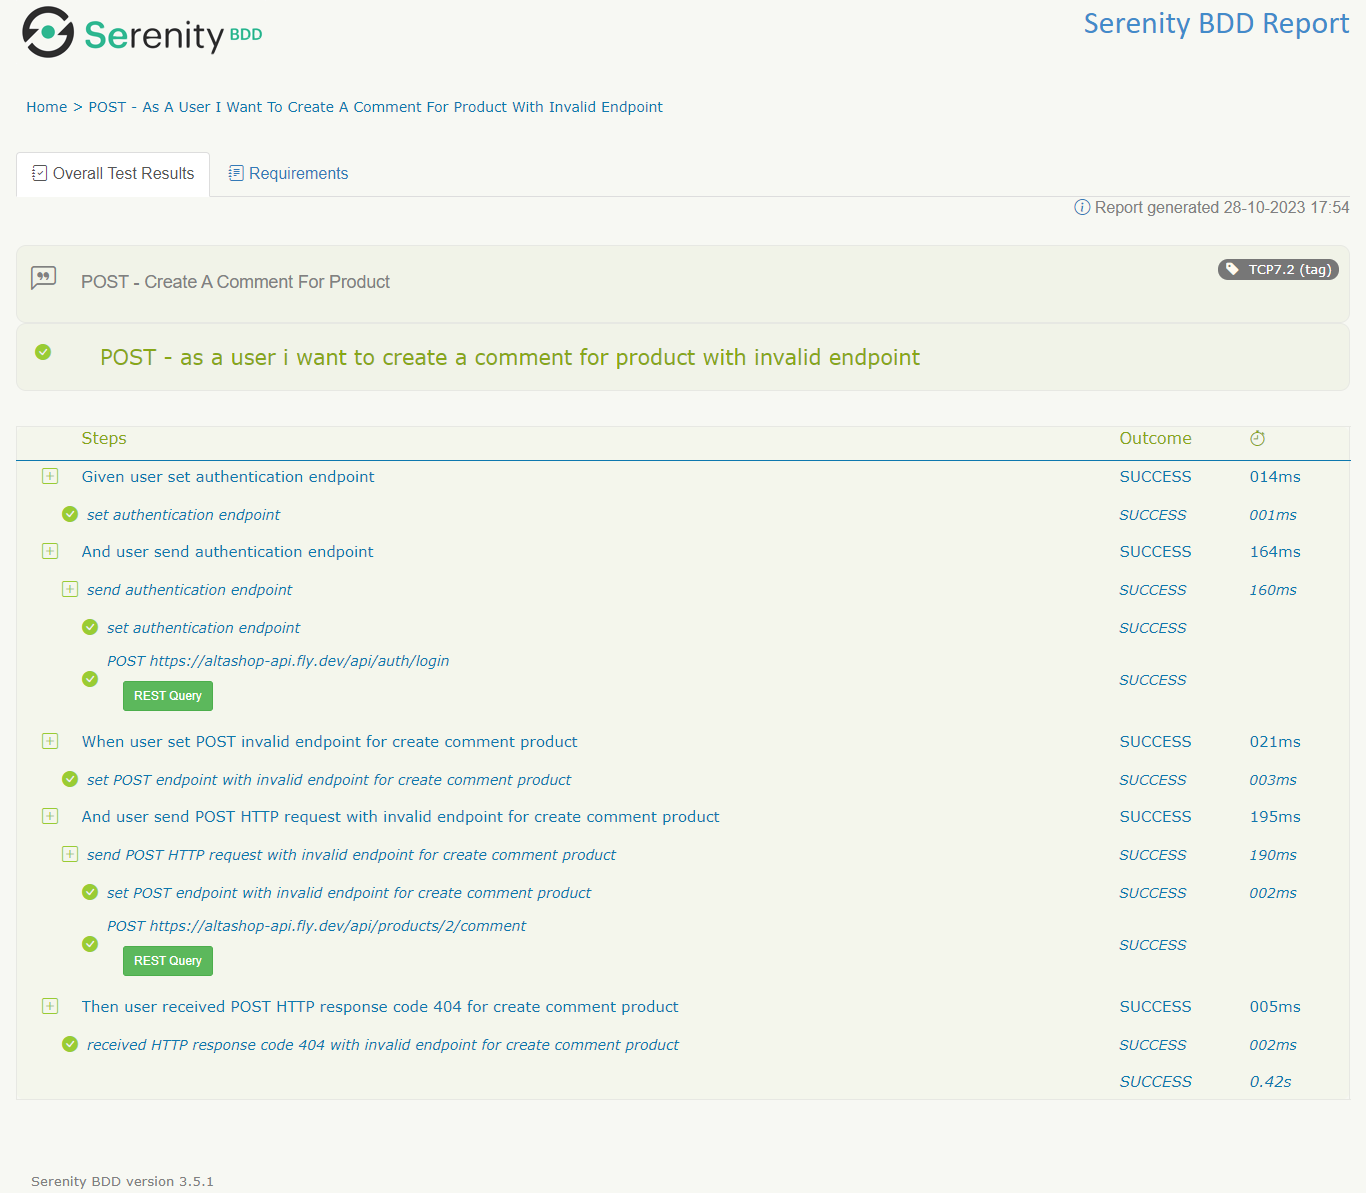 Serenity BDD
Serenity BDD Report
Home > POST - As A User I Want To Create A Comment For Product With Invalid Endpoint
Overall Test Results
Requirements
Report generated 28-10-2023 17:54
POST - Create A Comment For Product
TCP7.2 (tag)
POST - as a user i want to create a comment for product with invalid endpoint
Steps Outcome
Given user set authentication endpoint SUCCESS 014ms
set authentication endpoint SUCCESS 001ms
And user send authentication endpoint SUCCESS 164ms
send authentication endpoint SUCCESS 160ms
set authentication endpoint SUCCESS
POST https://altashop-api.fly.dev/api/auth/login
SUCCESS
REST Query
When user set POST invalid endpoint for create comment product SUCCESS 021ms
set POST endpoint with invalid endpoint for create comment product SUCCESS 003ms
And user send POST HTTP request with invalid endpoint for create comment product SUCCESS 195ms
send POST HTTP request with invalid endpoint for create comment product SUCCESS 190ms
set POST endpoint with invalid endpoint for create comment product SUCCESS 002ms
POST https://altashop-api.fly.dev/api/products/2/comment
SUCCESS
REST Query
Then user received POST HTTP response code 404 for create comment product SUCCESS 005ms
received HTTP response code 404 with invalid endpoint for create comment product SUCCESS 002ms
SUCCESS 0.42s
Serenity BDD version 3.5.1